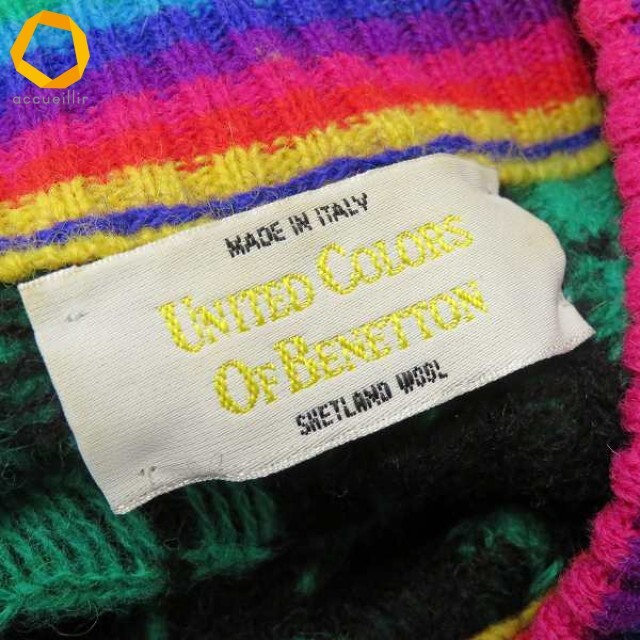 accueillir
MADE IN ITALY
UNITED COLORS
OF BENETTON
SHETLAND WOOL